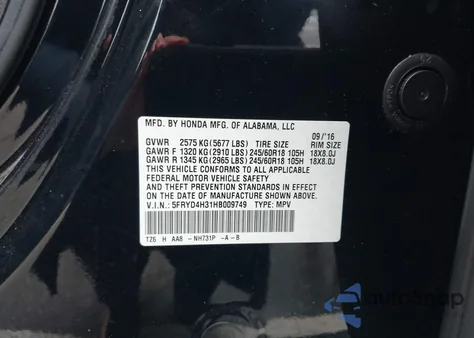 MFD. BY HONDA MFG. OF ALABAMA, LLC
09/'16
GVWR 2575 KG (5677 LBS) TIRE SIZE RIM SIZE
GAWR F 1320 KG (2910 LBS) 245/60R18 105H 18X8.0J
GAWR R 1345 KG (2965 LBS) 245/60R18 105H 18X8.0J
THIS VEHICLE CONFORMS TO ALL APPLICABLE
FEDERAL MOTOR VEHICLE SAFETY
AND THEFT PREVENTION STANDARDS IN EFFECT
ON THE DATE OF MANUFACTURE SHOWN ABOVE.
V.I.N.: 5FRYD4H31HB009749 TYPE: MPV
TZ6 H AA8 -NH731P -A -B
autoSnap